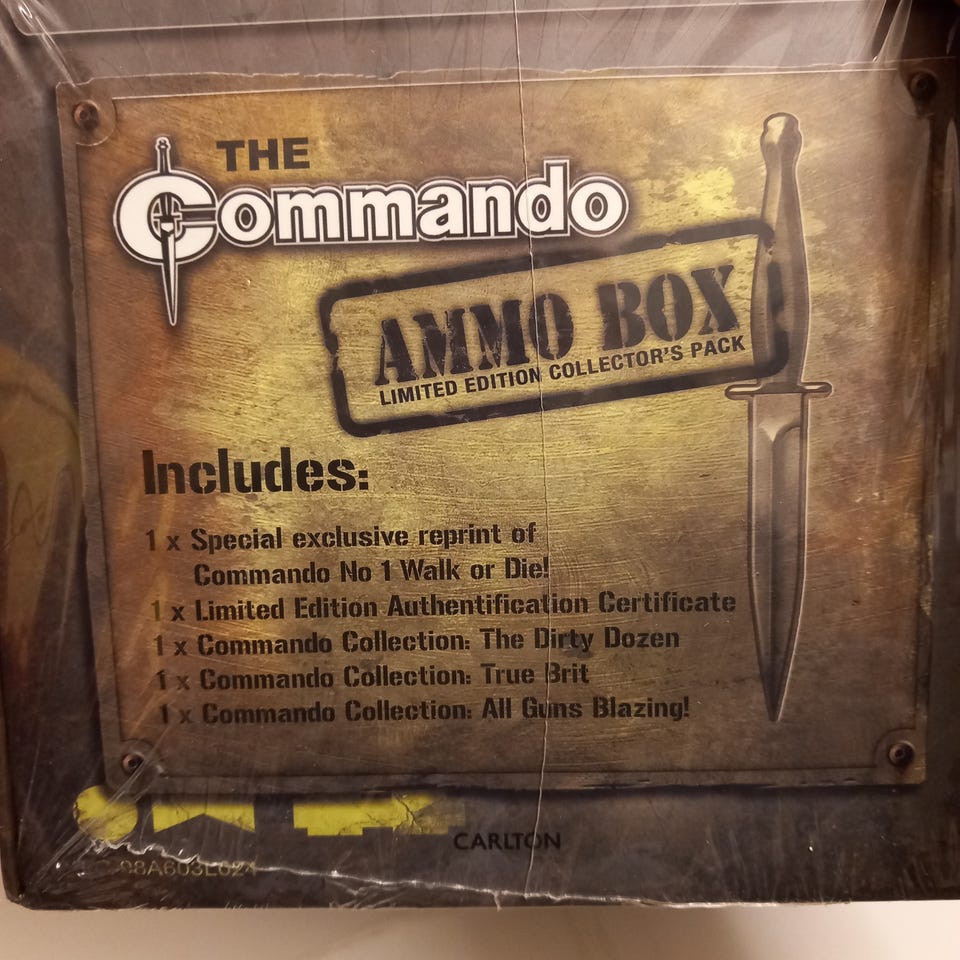 THE
Commando
AMMO BOX
LIMITED EDITION COLLECTOR'S PACK
Includes:
1 x Special exclusive reprint of
Commando No 1 Walk or Die!
1 x Limited Edition Authentification Certificate
1 x Commando Collection: The Dirty Dozen
1 x Commando Collection: True Brit
1 x Commando Collection: All Guns Blazing!
CARLTON